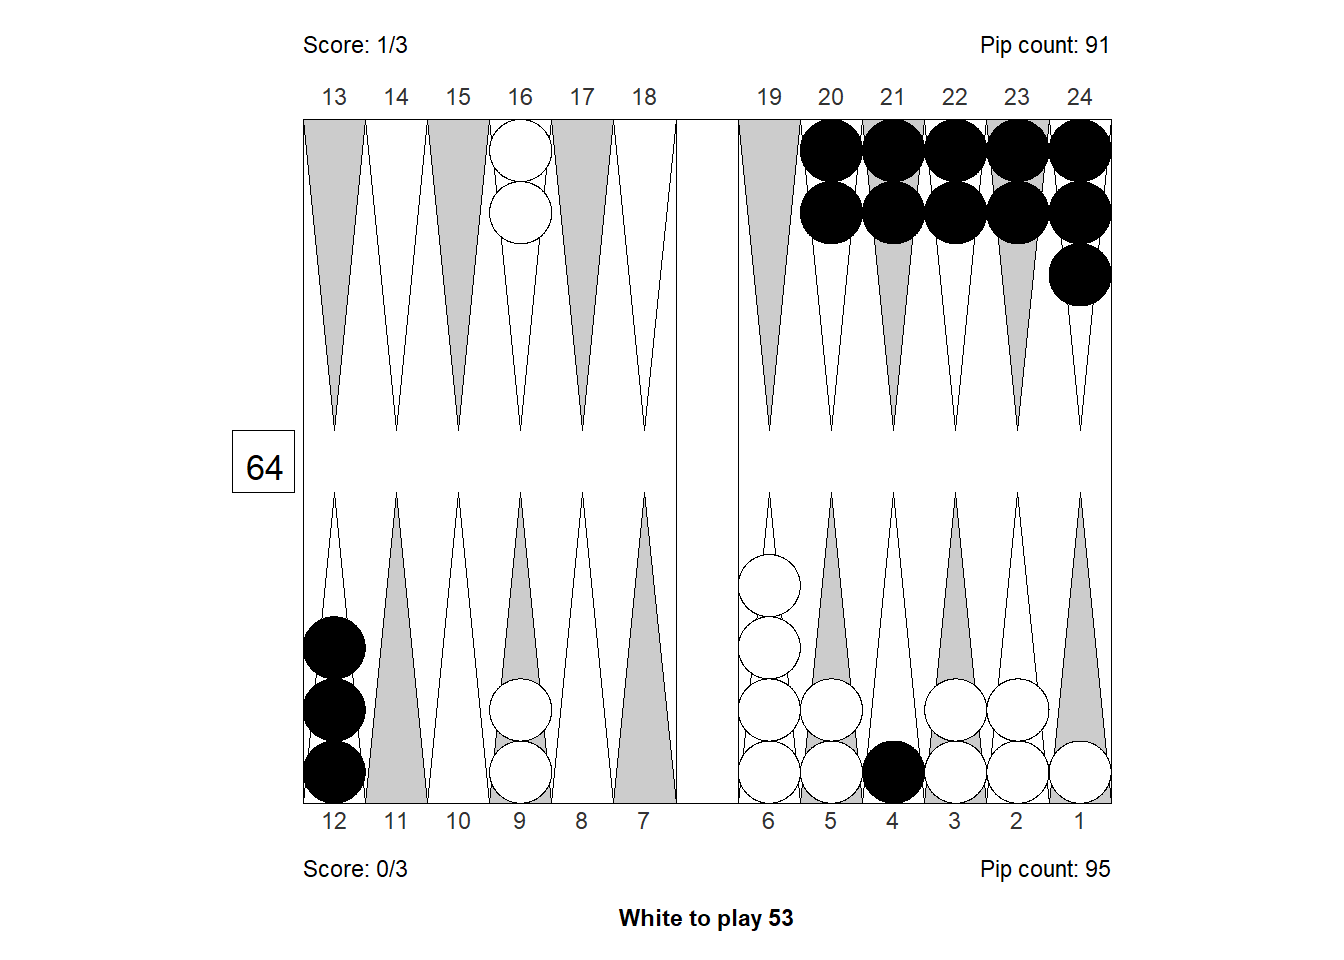 Score: 1/3 Pip count: 91
13 14 15 16 17 18 19 20 21 22 23 24
64
12 11 10 9 8 7 6 5 4 3 2 1
Score: 0/3 Pip count: 95
White to play 53